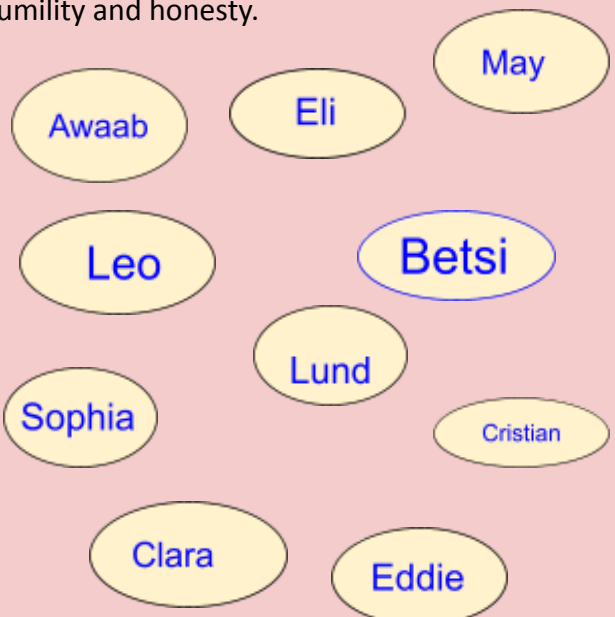 umility and honesty.
May
Awaab
Eli
Leo
Betsi
Lund
Sophia
Cristian
Clara
Eddie